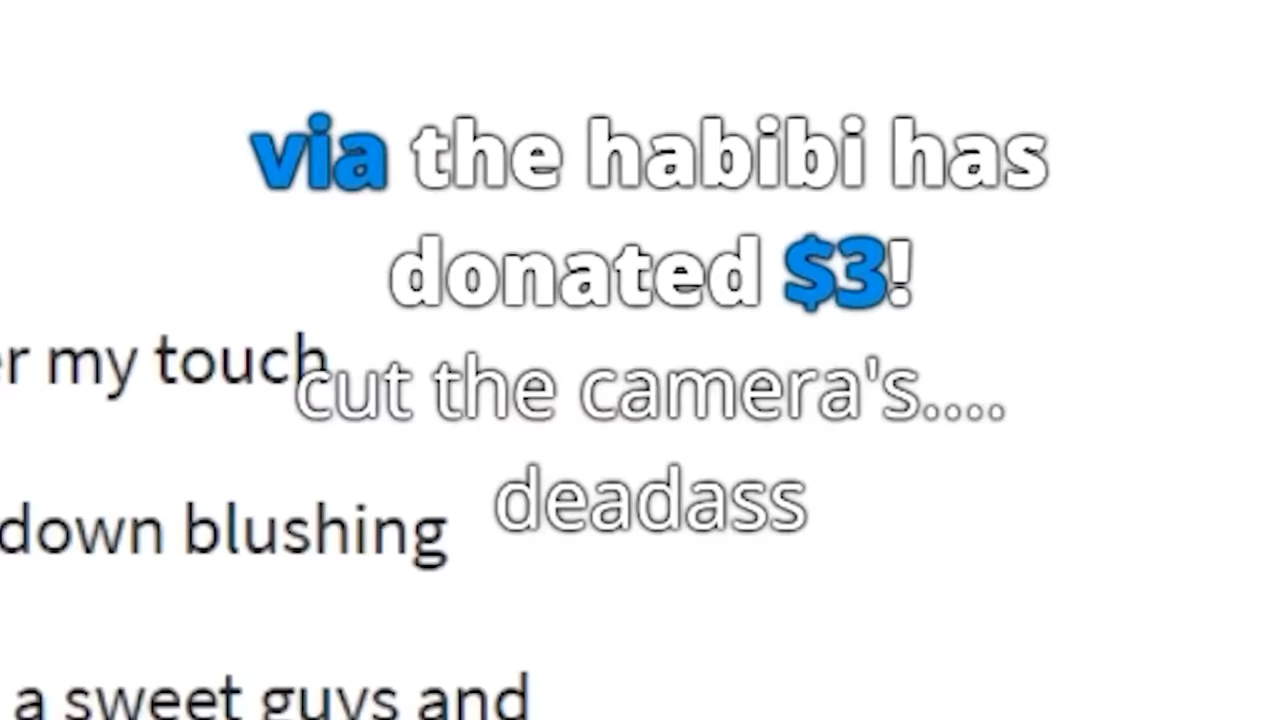 via the habibi has
donated $3!
my touch
cut the camera's....
deadass
down blushing
a sweet guys and